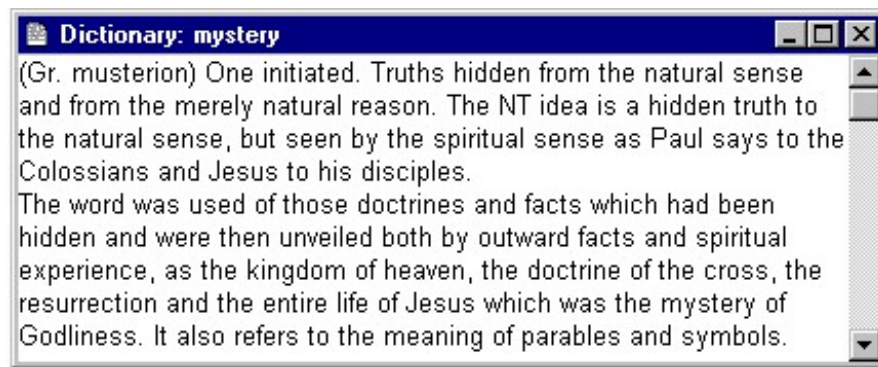 Dictionary: mystery
(Gr. musterion) One initiated. Truths hidden from the natural sense
and from the merely natural reason. The NT idea is a hidden truth to
the natural sense, but seen by the spiritual sense as Paul says to the
Colossians and Jesus to his disciples.
The word was used of those doctrines and facts which had been
hidden and were then unveiled both by outward facts and spiritual
experience, as the kingdom of heaven, the doctrine of the cross, the
resurrection and the entire life of Jesus which was the mystery of
Godliness. It also refers to the meaning of parables and symbols.